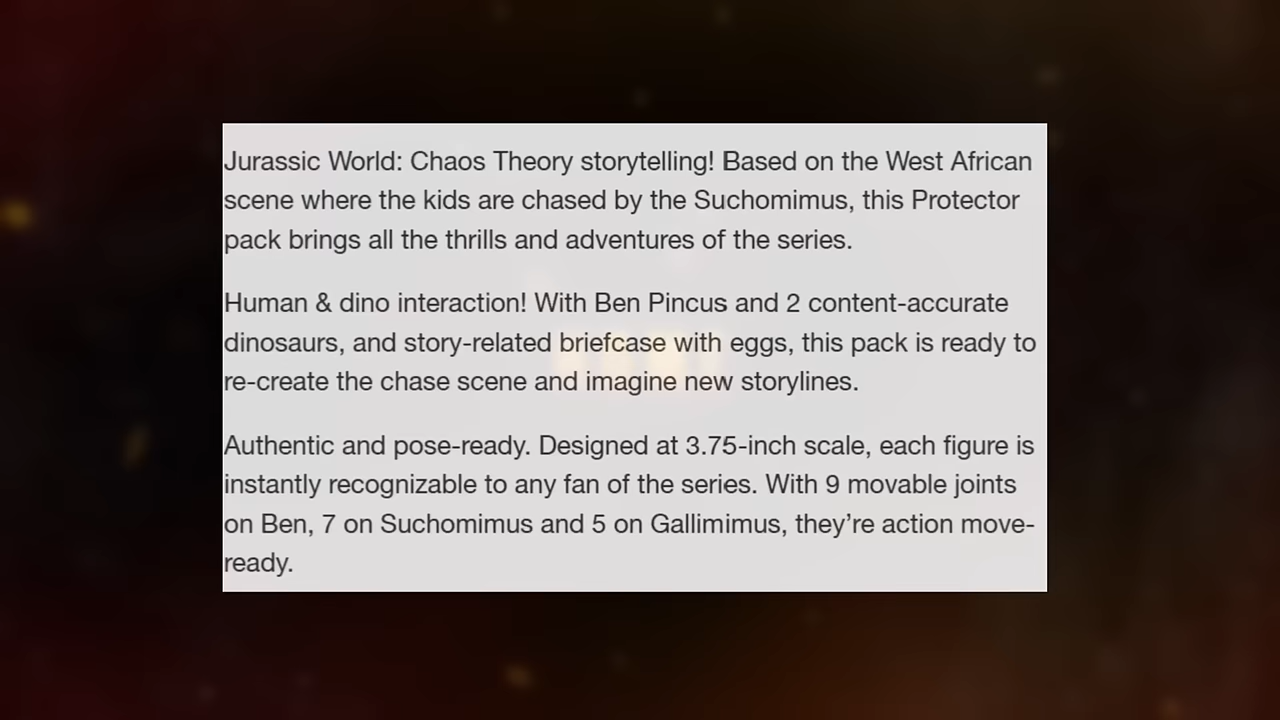 Jurassic World: Chaos Theory storytelling! Based on the West African
scene where the kids are chased by the Suchomimus, this Protector
pack brings all the thrills and adventures of the series.
Human & dino interaction! With Ben Pincus and 2 content-accurate
dinosaurs, and story-related briefcase with eggs, this pack is ready to
re-create the chase scene and imagine new storylines.
Authentic and pose-ready. Designed at 3.75-inch scale, each figure is
instantly recognizable to any fan of the series. With 9 movable joints
on Ben, 7 on Suchomimus and 5 on Gallimimus, they’re action move-
ready.